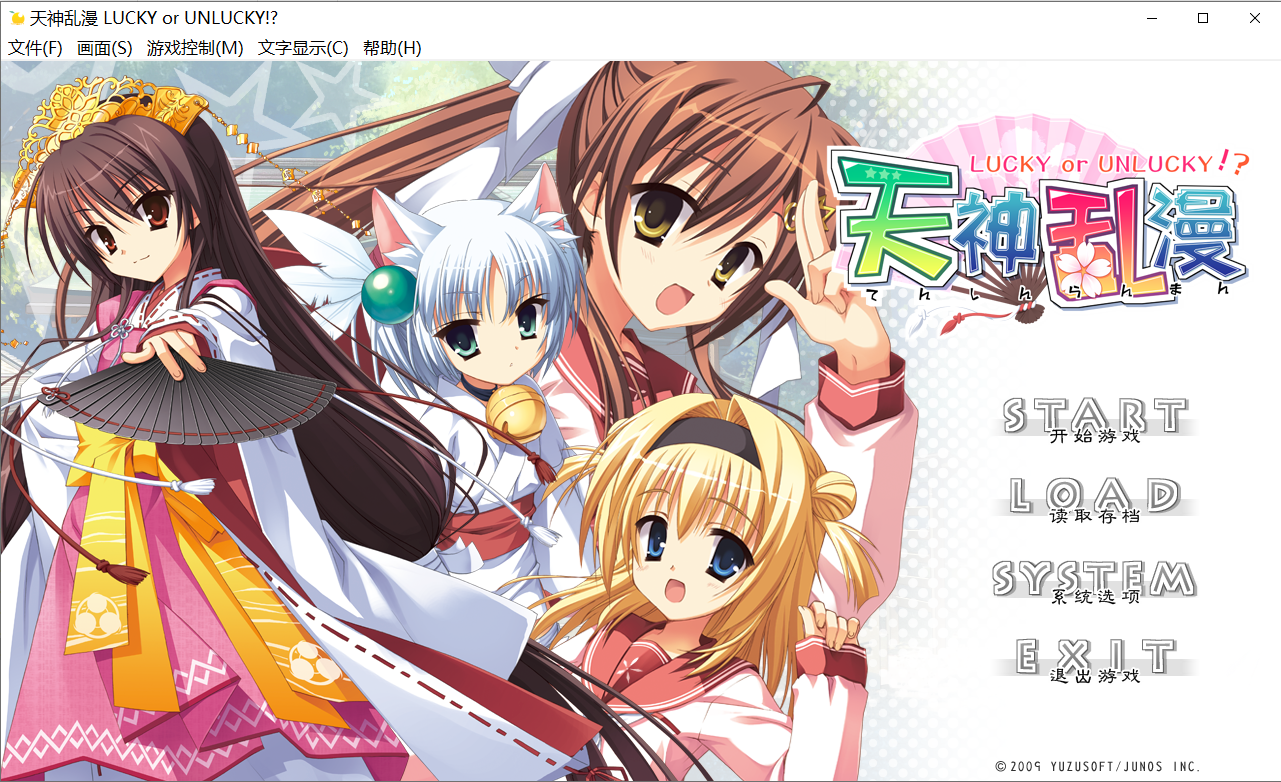 天神乱漫 LUCKY or UNLUCKY!?
文件(F) 画面(S) 游戏控制(M) 文字显示(C) 帮助(H)
LUCKY or UNLUCKY!?
天神乱漫
てんしんらんまん
START
开始游戏
LOAD
读取存档
SYSTEM
系统选项
EXIT
退出游戏
©2009 YUZUSOFT/JUNOS INC.